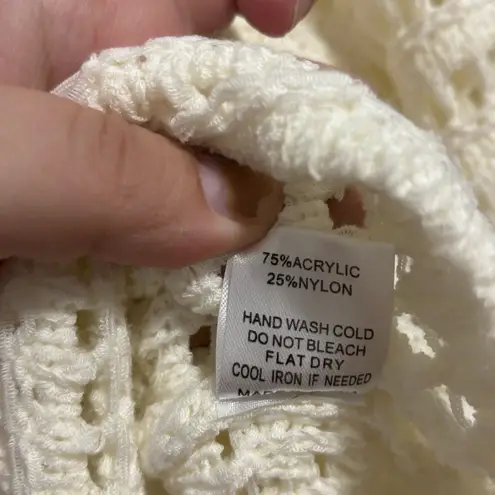 75%ACRYLIC
25%NYLON
HAND WASH COLD
DO NOT BLEACH
FLAT DRY
COOL IRON IF NEEDED